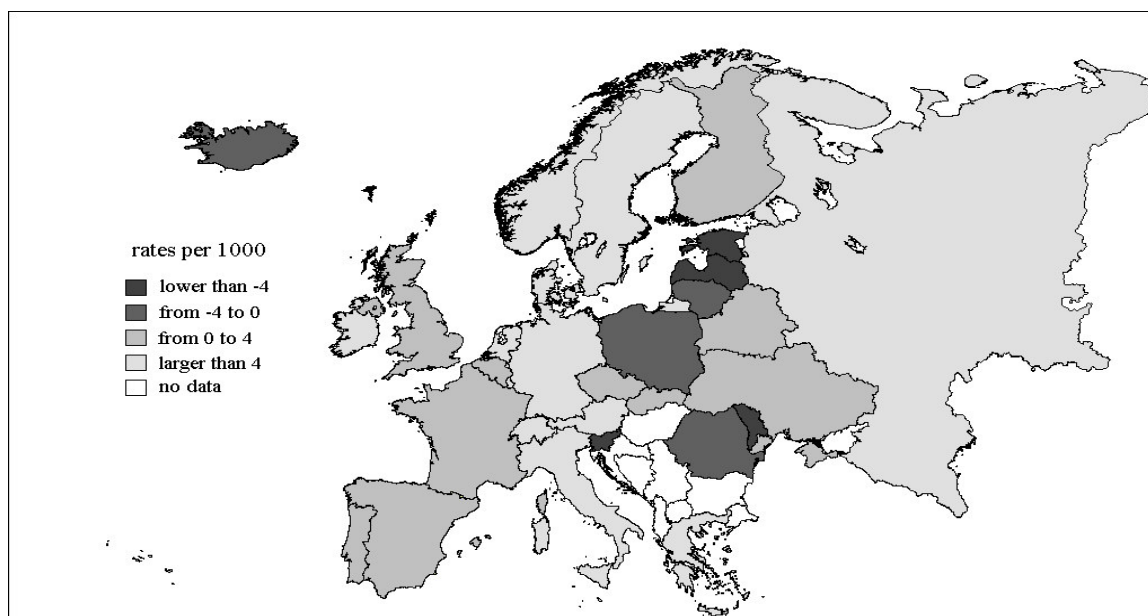 rates per 1000
lower than -4
from -4 to 0
from 0 to 4
larger than 4
no data